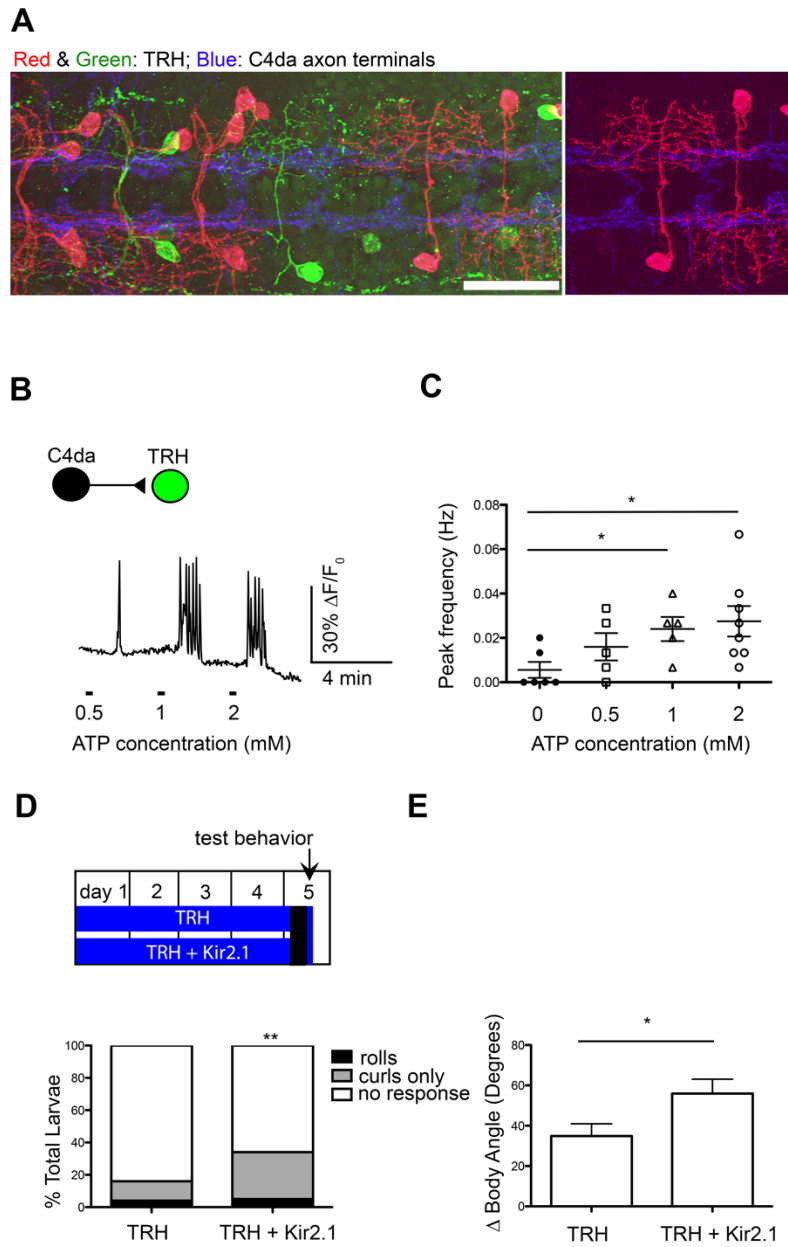 A
Red & Green: TRH; Blue: C4da axon terminals
B
C4da TRH
30% ΔF/F0
4 min
0.5 1 2
ATP concentration (mM)
C
Peak frequency (Hz)
0.08
0.06
0.04
0.02
0.00
*
*
0 0.5 1 2
ATP concentration (mM)
D
test behavior
day 1 2 3 4 5
TRH
TRH + Kir2.1
% Total Larvae
100
80
60
40
20
0
**
rolls
curls only
no response
TRH TRH + Kir2.1
E
Δ Body Angle (Degrees)
80
60
40
20
0
*
TRH TRH + Kir2.1